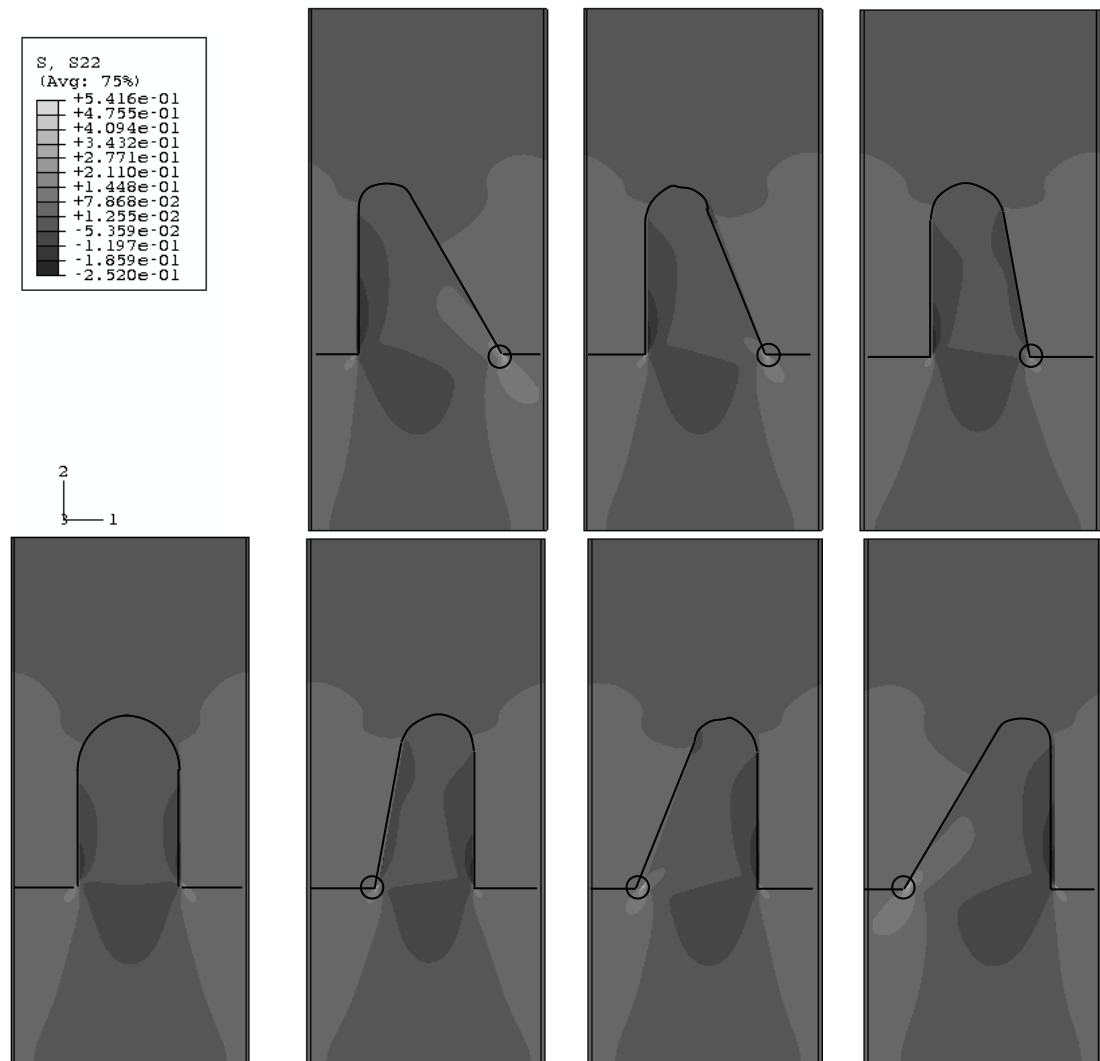 S, S22
(Avg: 75%)
+5.416e-01
+4.755e-01
+4.094e-01
+3.432e-01
+2.771e-01
+2.110e-01
+1.448e-01
+7.868e-02
+1.255e-02
-5.359e-02
-1.197e-01
-1.859e-01
-2.520e-01
2
3 1